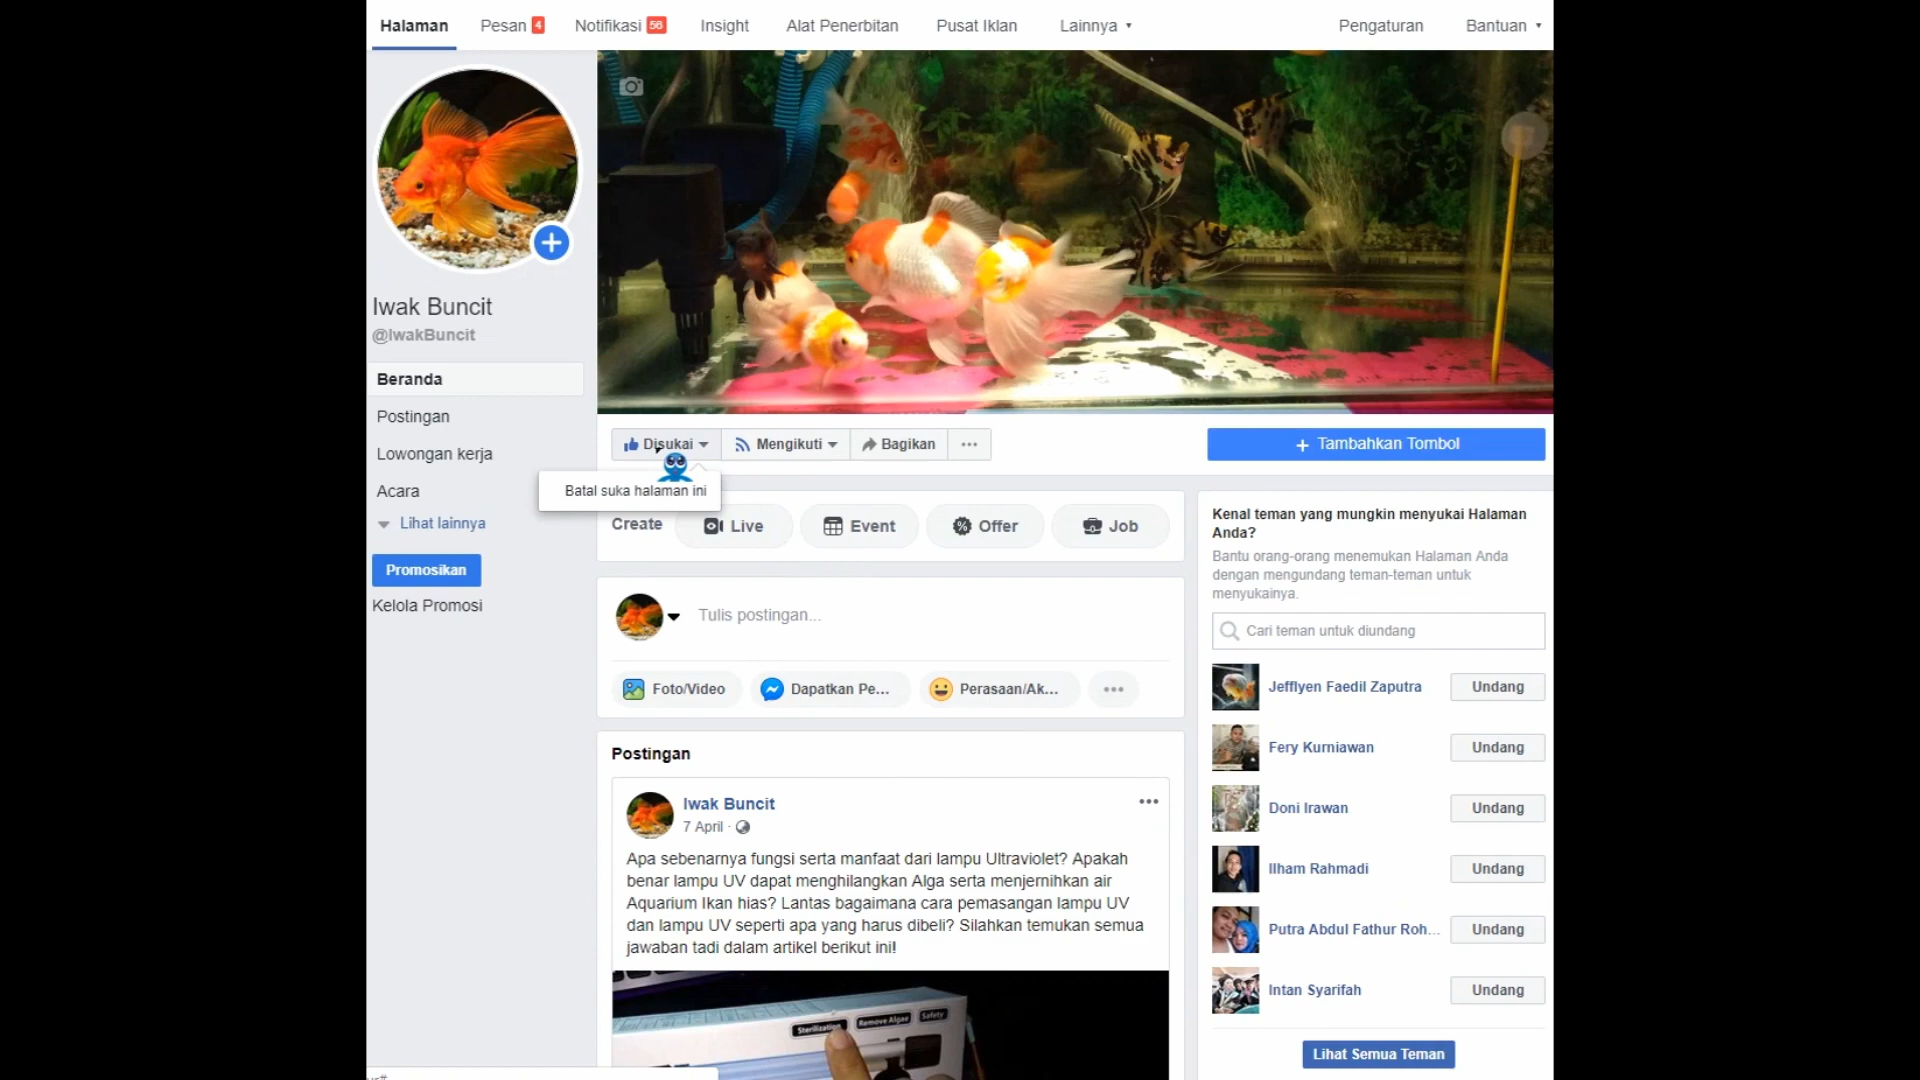 Halaman Pesan 4 Notifikasi 56 Insight Alat Penerbitan Pusat Iklan Lainnya Pengaturan Bantuan
Iwak Buncit
@IwakBuncit
Beranda
Postingan
Lowongan kerja
Acara
Lihat lainnya
Promosikan
Kelola Promosi
Disukai Mengikuti Bagikan ...
+ Tambahkan Tombol
Batal suka halaman ini
Create Live Event Offer Job
Tulis postingan...
Foto/Video Dapatkan Pe... Perasaan/Ak... ...
Postingan
Iwak Buncit
7 April ·
Apa sebenarnya fungsi serta manfaat dari lampu Ultraviolet? Apakah
benar lampu UV dapat menghilangkan Alga serta menjernihkan air
Aquarium Ikan hias? Lantas bagaimana cara pemasangan lampu UV
dan lampu UV seperti apa yang harus dibeli? Silahkan temukan semua
jawaban tadi dalam artikel berikut ini!
Sterilization Remove Algae Safety
Kenal teman yang mungkin menyukai Halaman
Anda?
Bantu orang-orang menemukan Halaman Anda
dengan mengundang teman-teman untuk
menyukainya.
Cari teman untuk diundang
Jefflyen Faedil Zaputra Undang
Fery Kurniawan Undang
Doni Irawan Undang
Ilham Rahmadi Undang
Putra Abdul Fathur Roh... Undang
Intan Syarifah Undang
Lihat Semua Teman